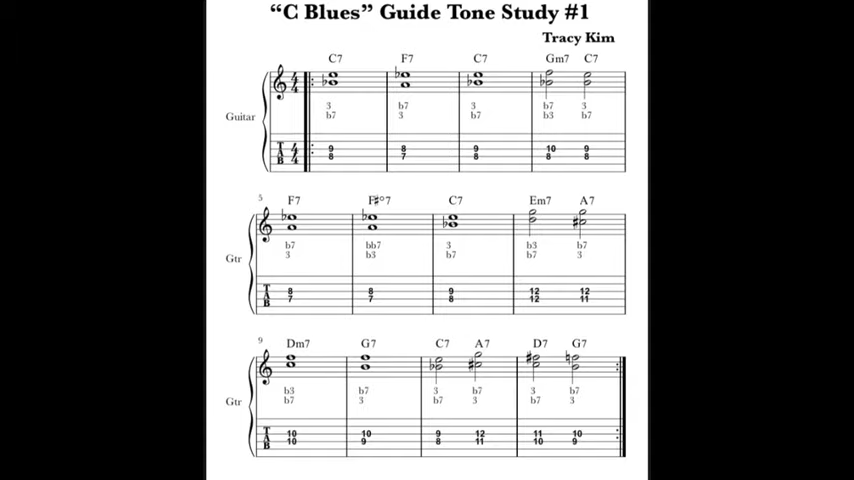 “C Blues” Guide Tone Study #1
Tracy Kim
C7 F7 C7 Gm7 C7
3 b7 3 b7 3
b7 3 b7 b3 b7
Guitar
9 8 9 10 9
8 7 8 8 8
5
F7 F#°7 C7 Em7 A7
b7 bb7 3 b3 b7
3 b3 b7 b7 3
Gtr
8 8 9 12 12
7 7 8 12 11
9
Dm7 G7 C7 A7 D7 G7
b3 b7 3 b7 3 b7
b7 3 b7 3 b7 3
Gtr
10 10 9 12 11 10
10 9 8 11 10 9